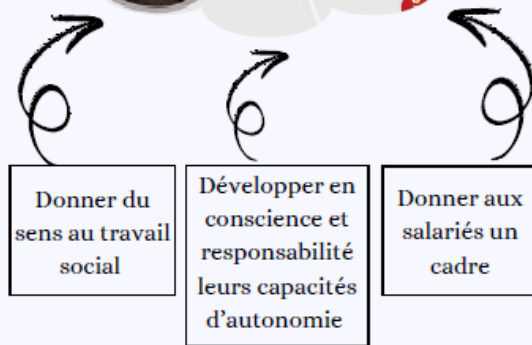 Donner du
sens au travail
social
Développer en
conscience et
responsabilité
leurs capacités
d'autonomie
Donner aux
salariés un
cadre